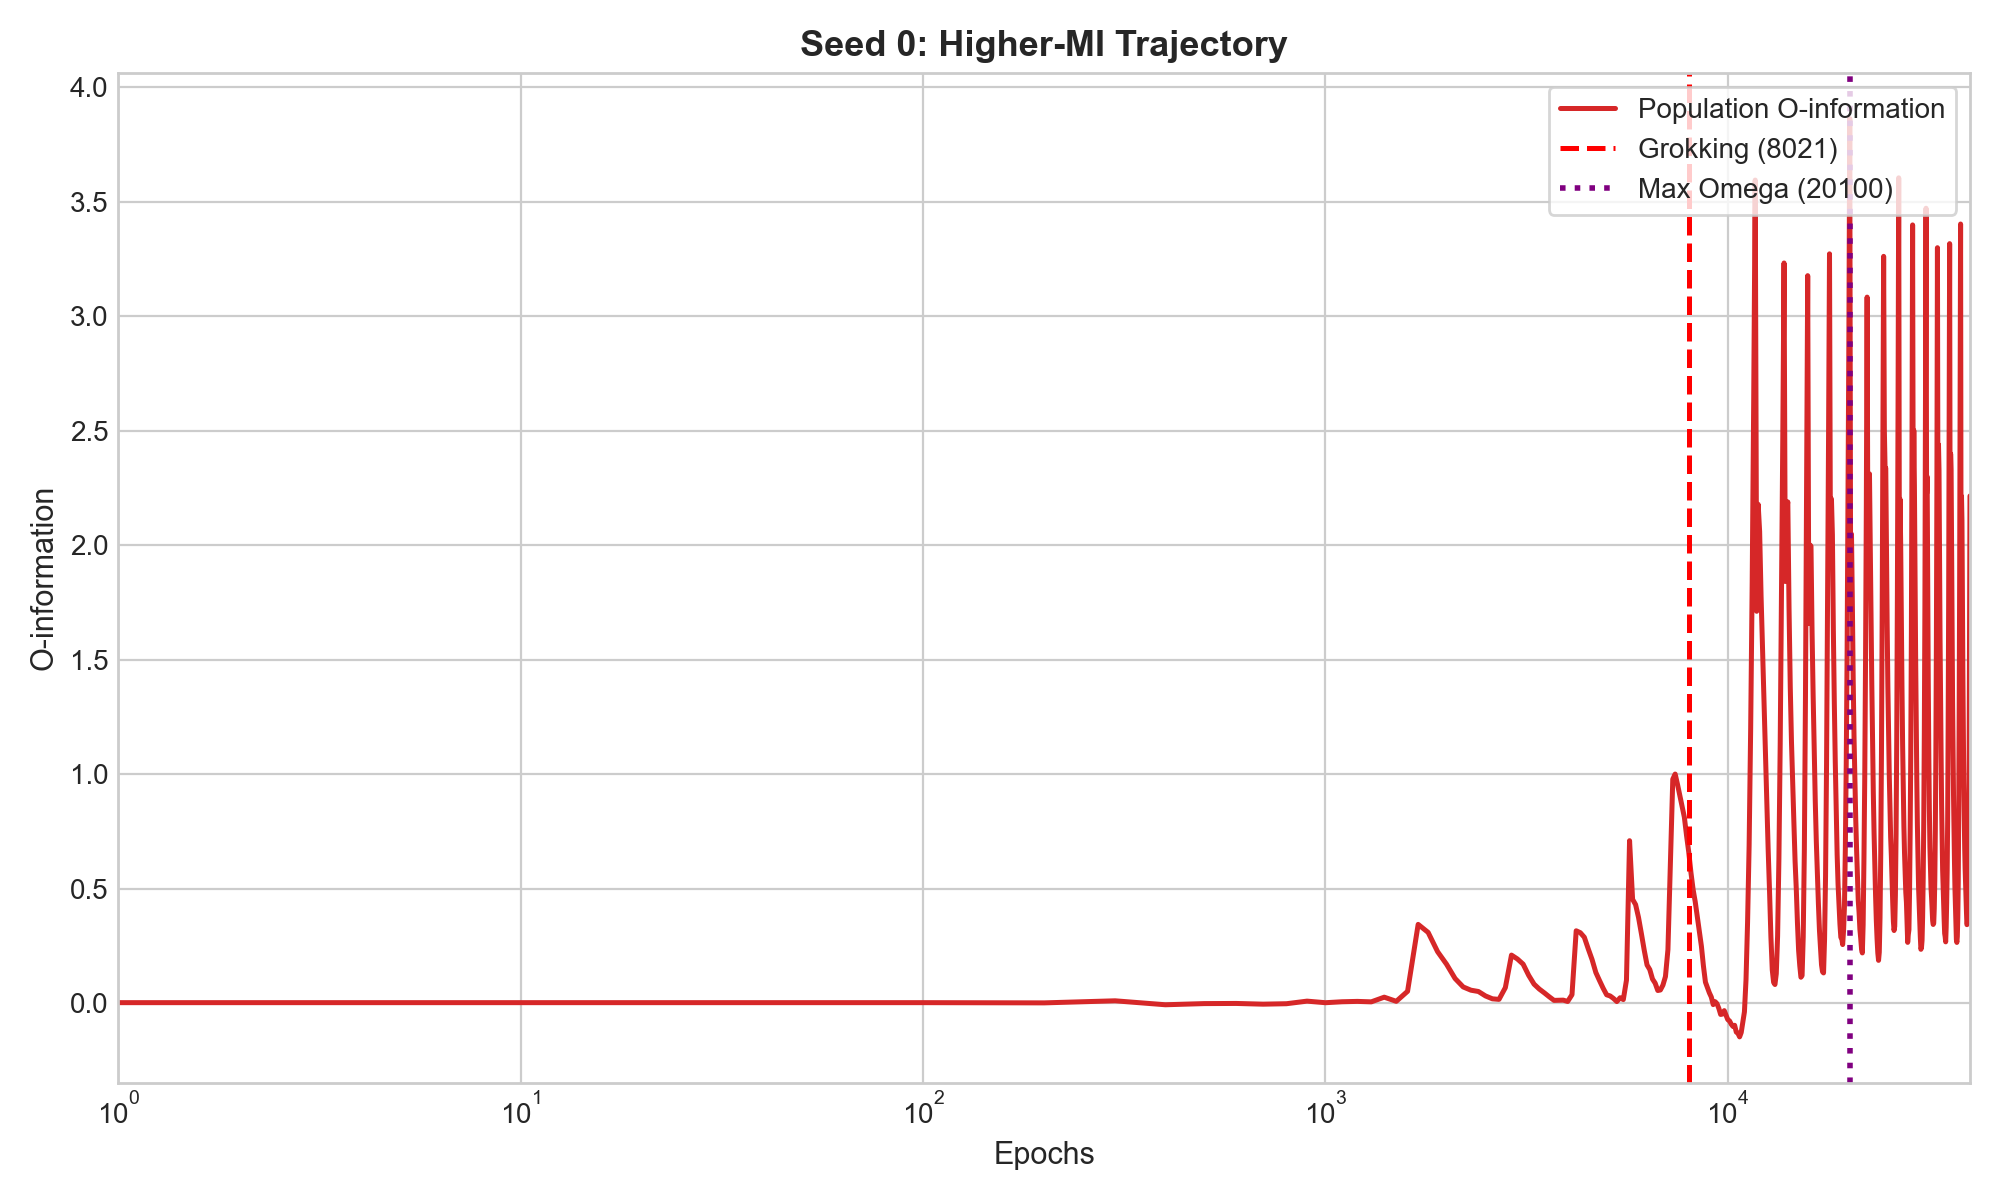 Seed 0: Higher-MI Trajectory
Population O-information
Grokking (8021)
Max Omega (20100)
O-information
4.0
3.5
3.0
2.5
2.0
1.5
1.0
0.5
0.0
10⁰ 10¹ 10² 10³ 10⁴
Epochs